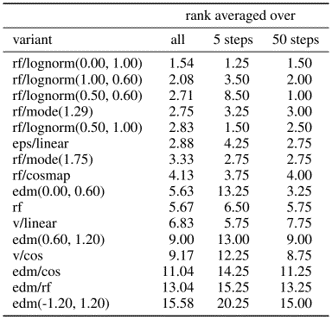 rank averaged over
variant all 5 steps 50 steps
rf/lognorm(0.00, 1.00) 1.54 1.25 1.50
rf/lognorm(1.00, 0.60) 2.08 3.50 2.00
rf/lognorm(0.50, 0.60) 2.71 8.50 1.00
rf/mode(1.29) 2.75 3.25 3.00
rf/lognorm(0.50, 1.00) 2.83 1.50 2.50
eps/linear 2.88 4.25 2.75
rf/mode(1.75) 3.33 2.75 2.75
rf/cosmap 4.13 3.75 4.00
edm(0.00, 0.60) 5.63 13.25 3.25
rf 5.67 6.50 5.75
v/linear 6.83 5.75 7.75
edm(0.60, 1.20) 9.00 13.00 9.00
v/cos 9.17 12.25 8.75
edm/cos 11.04 14.25 11.25
edm/rf 13.04 15.25 13.25
edm(-1.20, 1.20) 15.58 20.25 15.00